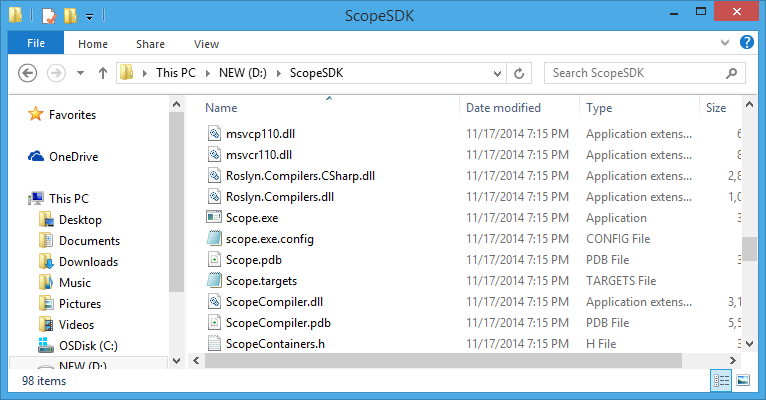 ScopeSDK
File Home Share View
This PC NEW (D:) ScopeSDK Search ScopeSDK
Favorites
OneDrive
This PC
Desktop
Documents
Downloads
Music
Pictures
Videos
OSDisk (C:)
NEW (D:)
Name Date modified Type Size
msvcp110.dll 11/17/2014 7:15 PM Application extens... 6
msvcr110.dll 11/17/2014 7:15 PM Application extens... 8
Roslyn.Compilers.CSharp.dll 11/17/2014 7:15 PM Application extens... 2,8
Roslyn.Compilers.dll 11/17/2014 7:15 PM Application extens... 1,0
Scope.exe 11/17/2014 7:15 PM Application 3
scope.exe.config 11/17/2014 7:15 PM CONFIG File
Scope.pdb 11/17/2014 7:15 PM PDB File 3
Scope.targets 11/17/2014 7:15 PM TARGETS File
ScopeCompiler.dll 11/17/2014 7:15 PM Application extens... 3,1
ScopeCompiler.pdb 11/17/2014 7:15 PM PDB File 5,5
ScopeContainers.h 11/17/2014 7:15 PM H File 3
98 items